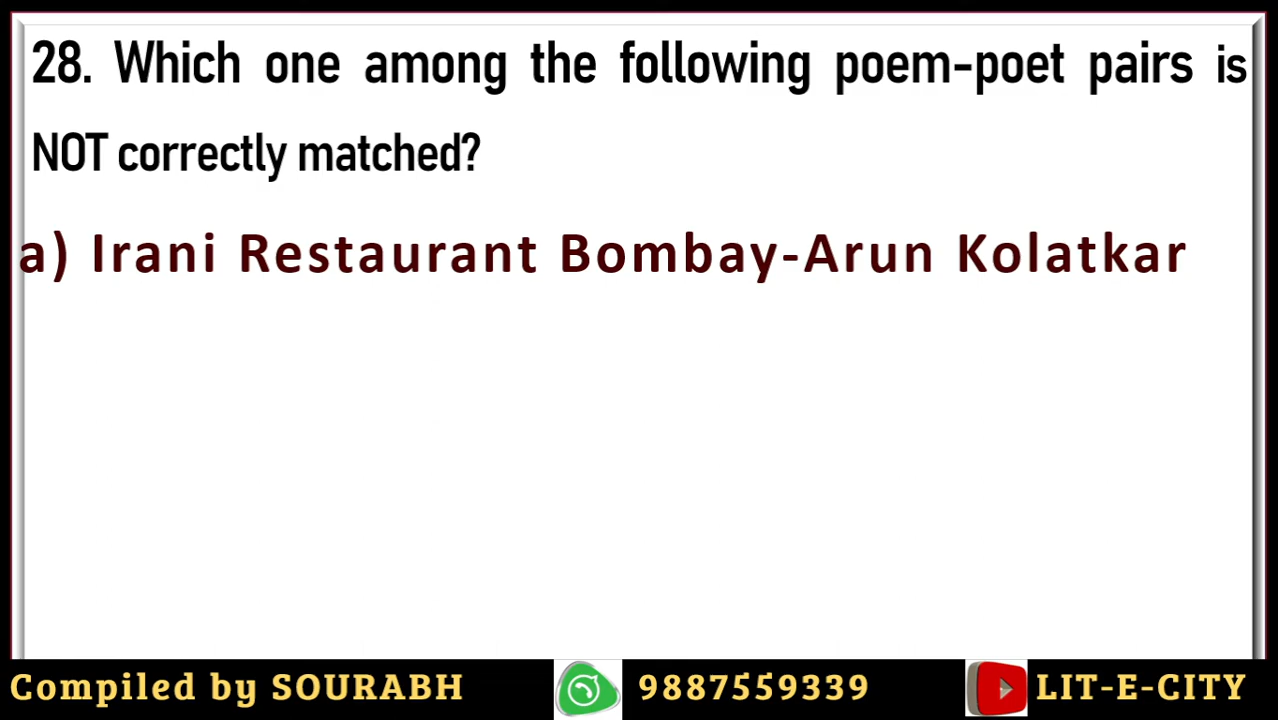 28. Which one among the following poem-poet pairs is
NOT correctly matched?
a) Irani Restaurant Bombay-Arun Kolatkar
Compiled by SOURABH 9887559339 LIT-E-CITY